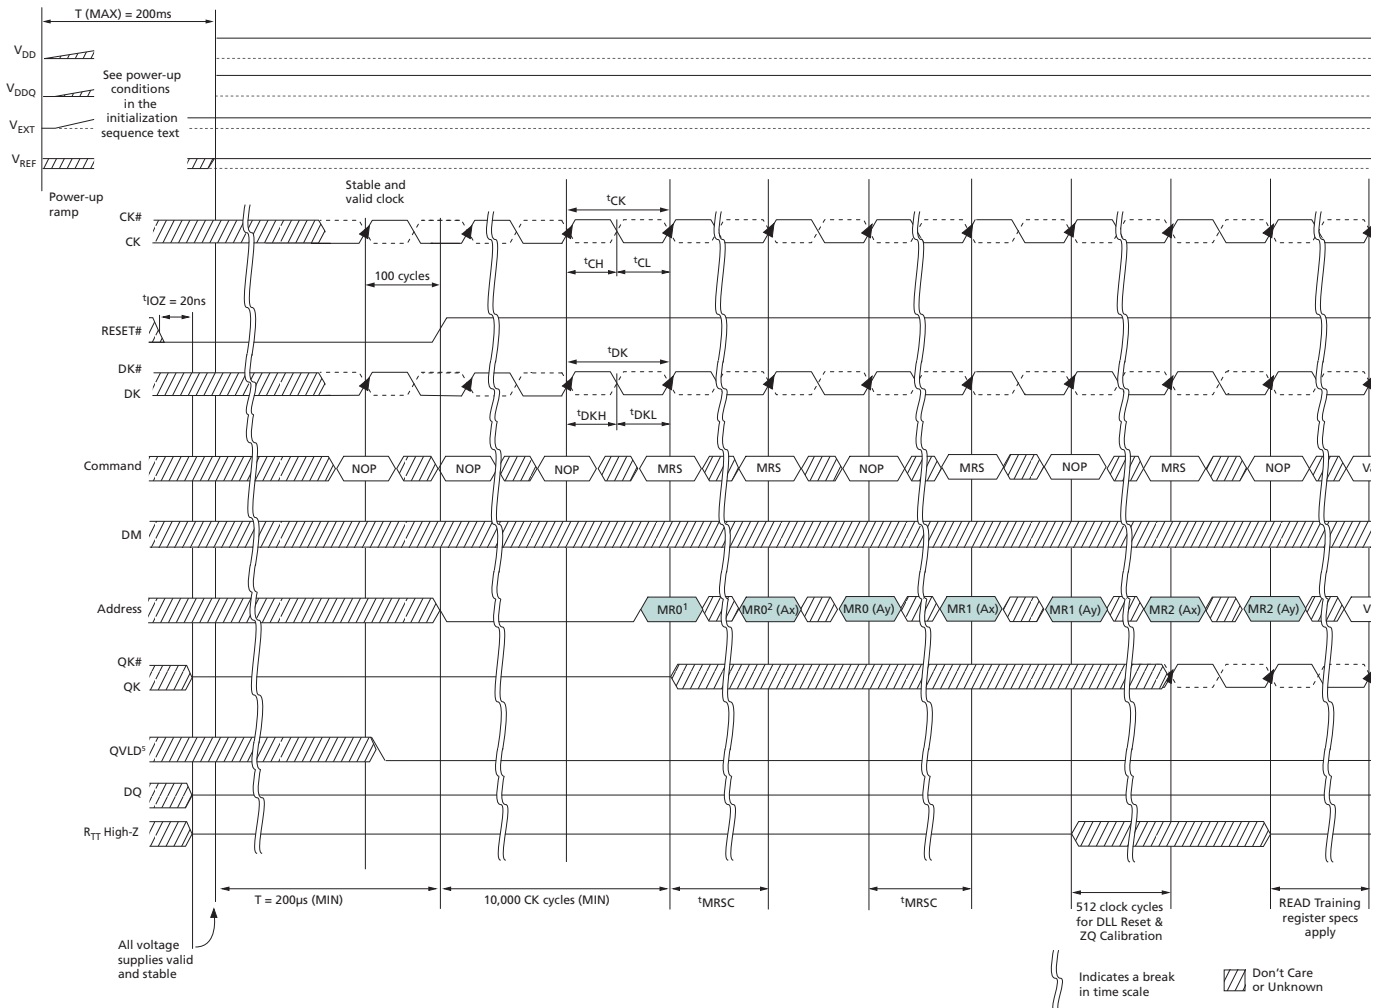 T (MAX) = 200ms
VDD
See power-up
conditions
in the
initialization
sequence text
VDDQ
VEXT
VREF
Power-up
ramp
Stable and
valid clock
tCK
CK#
CK
tCH
tCL
100 cycles
tIOZ = 20ns
RESET#
tDK
DK#
DK
tDKH
tDKL
Command
NOP NOP NOP MRS MRS NOP MRS NOP MRS NOP
DM
Address
MR0¹ MR0² (Ax) MR0 (Ay) MR1 (Ax) MR1 (Ay) MR2 (Ax) MR2 (Ay)
QK#
QK
QVLD⁵
DQ
RTT High-Z
T = 200μs (MIN)
10,000 CK cycles (MIN)
tMRSC
tMRSC
512 clock cycles
for DLL Reset &
ZQ Calibration
READ Training
register specs
apply
All voltage
supplies valid
and stable
Indicates a break
in time scale
Don't Care
or Unknown